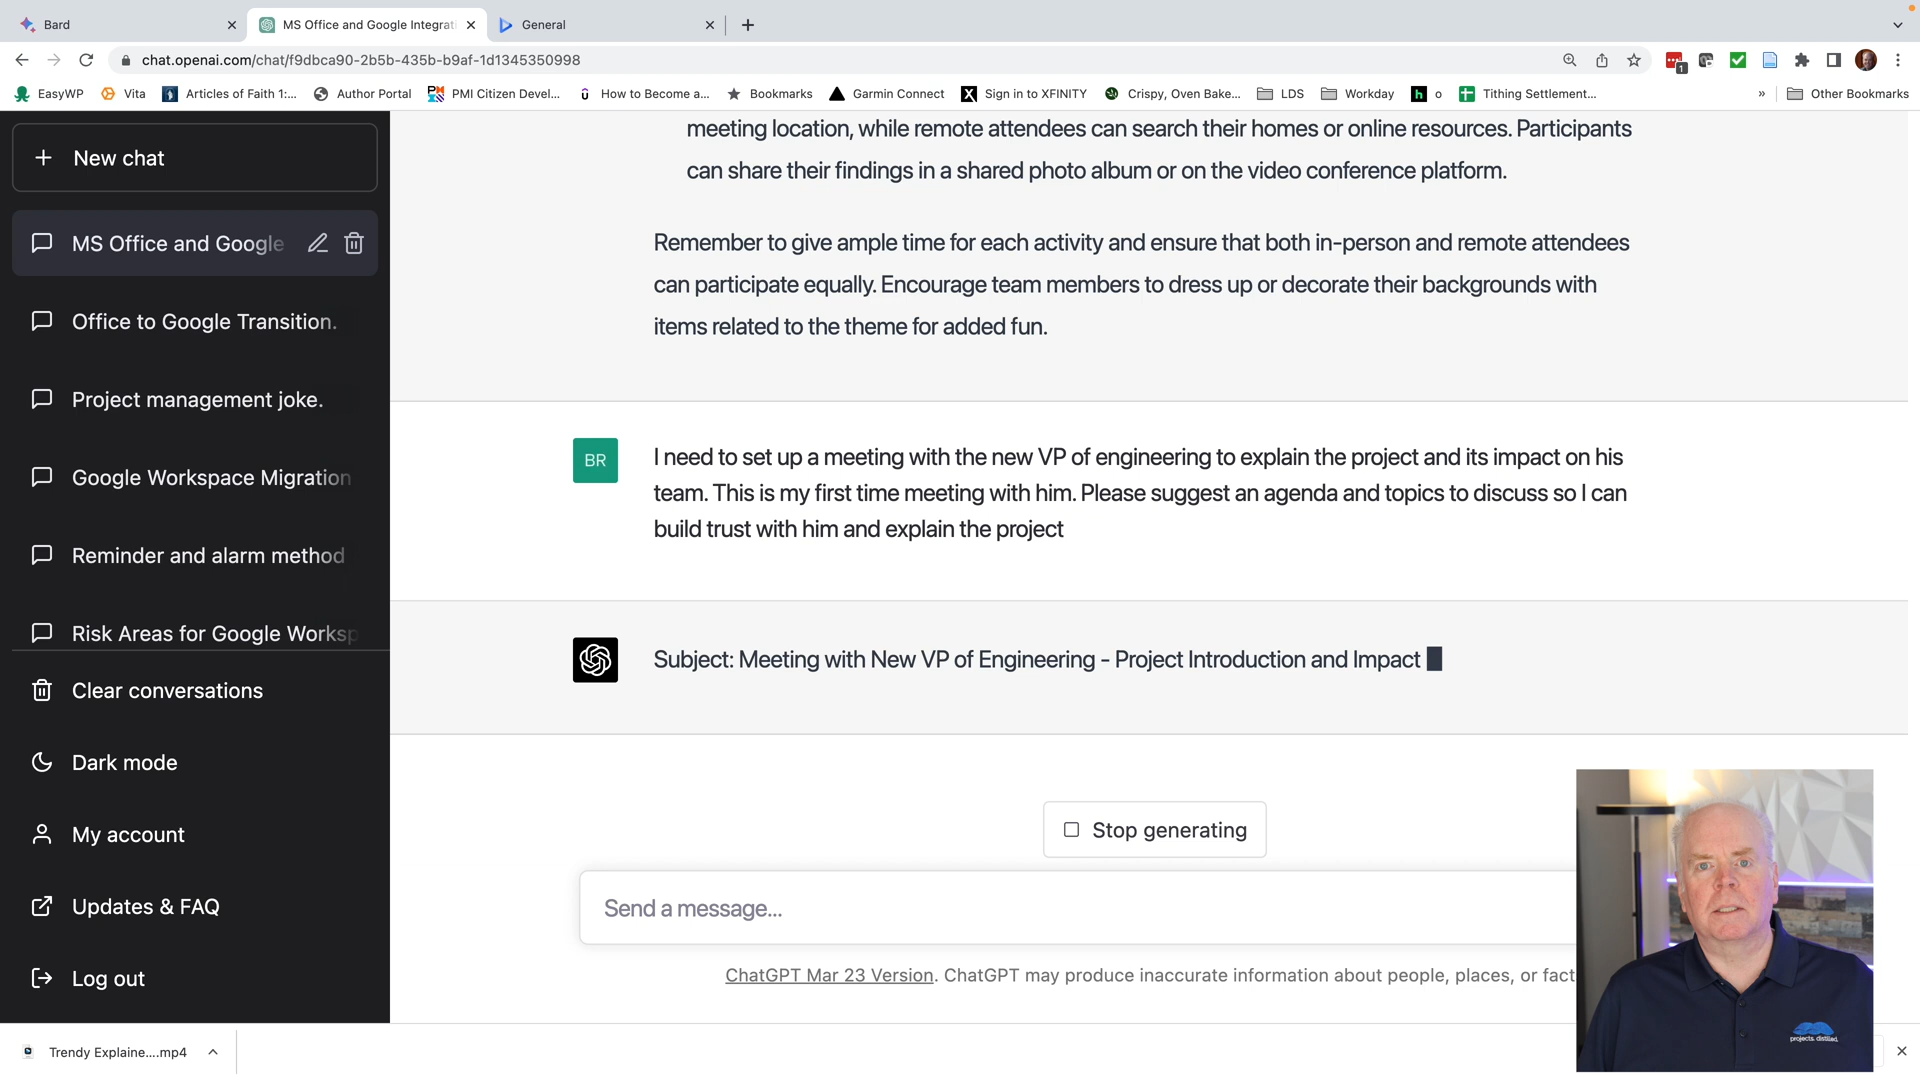 Bard
MS Office and Google Integrati
General
chat.openai.com/chat/f9dbca90-2b5b-435b-b9af-1d1345350998
1
EasyWP
Vita
Articles of Faith 1:...
Author Portal
PMI Citizen Devel...
How to Become a...
Bookmarks
Garmin Connect
Sign in to XFINITY
Crispy, Oven Bake...
LDS
Workday
h o
Tithing Settlement...
»
Other Bookmarks
New chat
MS Office and Google
Office to Google Transition.
Project management joke.
Google Workspace Migration
Reminder and alarm method
Risk Areas for Google Worksp
Clear conversations
Dark mode
My account
Updates & FAQ
Log out
meeting location, while remote attendees can search their homes or online resources. Participants
can share their findings in a shared photo album or on the video conference platform.
Remember to give ample time for each activity and ensure that both in-person and remote attendees
can participate equally. Encourage team members to dress up or decorate their backgrounds with
items related to the theme for added fun.
BR
I need to set up a meeting with the new VP of engineering to explain the project and its impact on his
team. This is my first time meeting with him. Please suggest an agenda and topics to discuss so I can
build trust with him and explain the project
Subject: Meeting with New VP of Engineering - Project Introduction and Impact
Stop generating
Send a message...
ChatGPT Mar 23 Version. ChatGPT may produce inaccurate information about people, places, or fact
projects. distilled.
Trendy Explaine....mp4